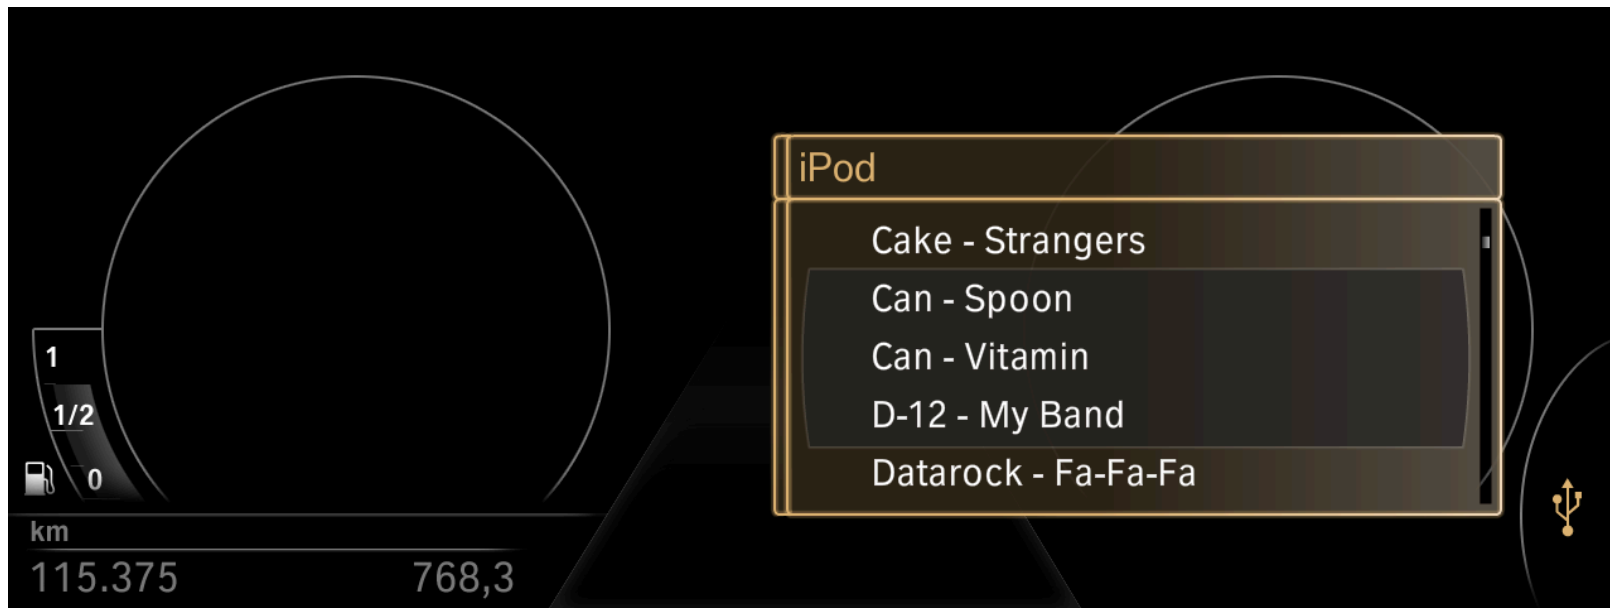 iPod
Cake - Strangers
Can - Spoon
Can - Vitamin
D-12 - My Band
Datarock - Fa-Fa-Fa
1
1/2
0
km
115.375 768,3